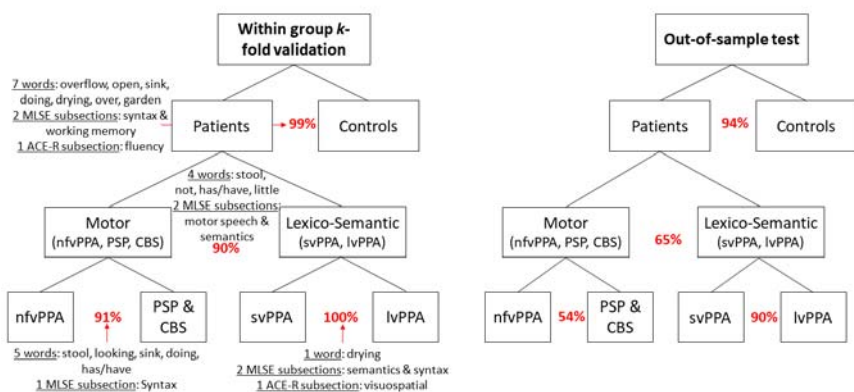 Within group k-
fold validation
7 words: overflow, open, sink,
doing, drying, over, garden
2 MLSE subsections: syntax &
working memory
1 ACE-R subsection: fluency
Patients
99%
Controls
4 words: stool,
not, has/have, little
2 MLSE subsections:
motor speech &
semantics
90%
Motor
(nfvPPA, PSP, CBS)
Lexico-Semantic
(svPPA, lvPPA)
nfvPPA
91%
PSP &
CBS
svPPA
100%
lvPPA
5 words: stool, looking, sink, doing,
has/have
1 MLSE subsection: Syntax
1 word: drying
2 MLSE subsections: semantics & syntax
1 ACE-R subsection: visuospatial
Out-of-sample test
Patients
94%
Controls
Motor
(nfvPPA, PSP, CBS)
65%
Lexico-Semantic
(svPPA, lvPPA)
nfvPPA
54%
PSP &
CBS
svPPA
90%
lvPPA